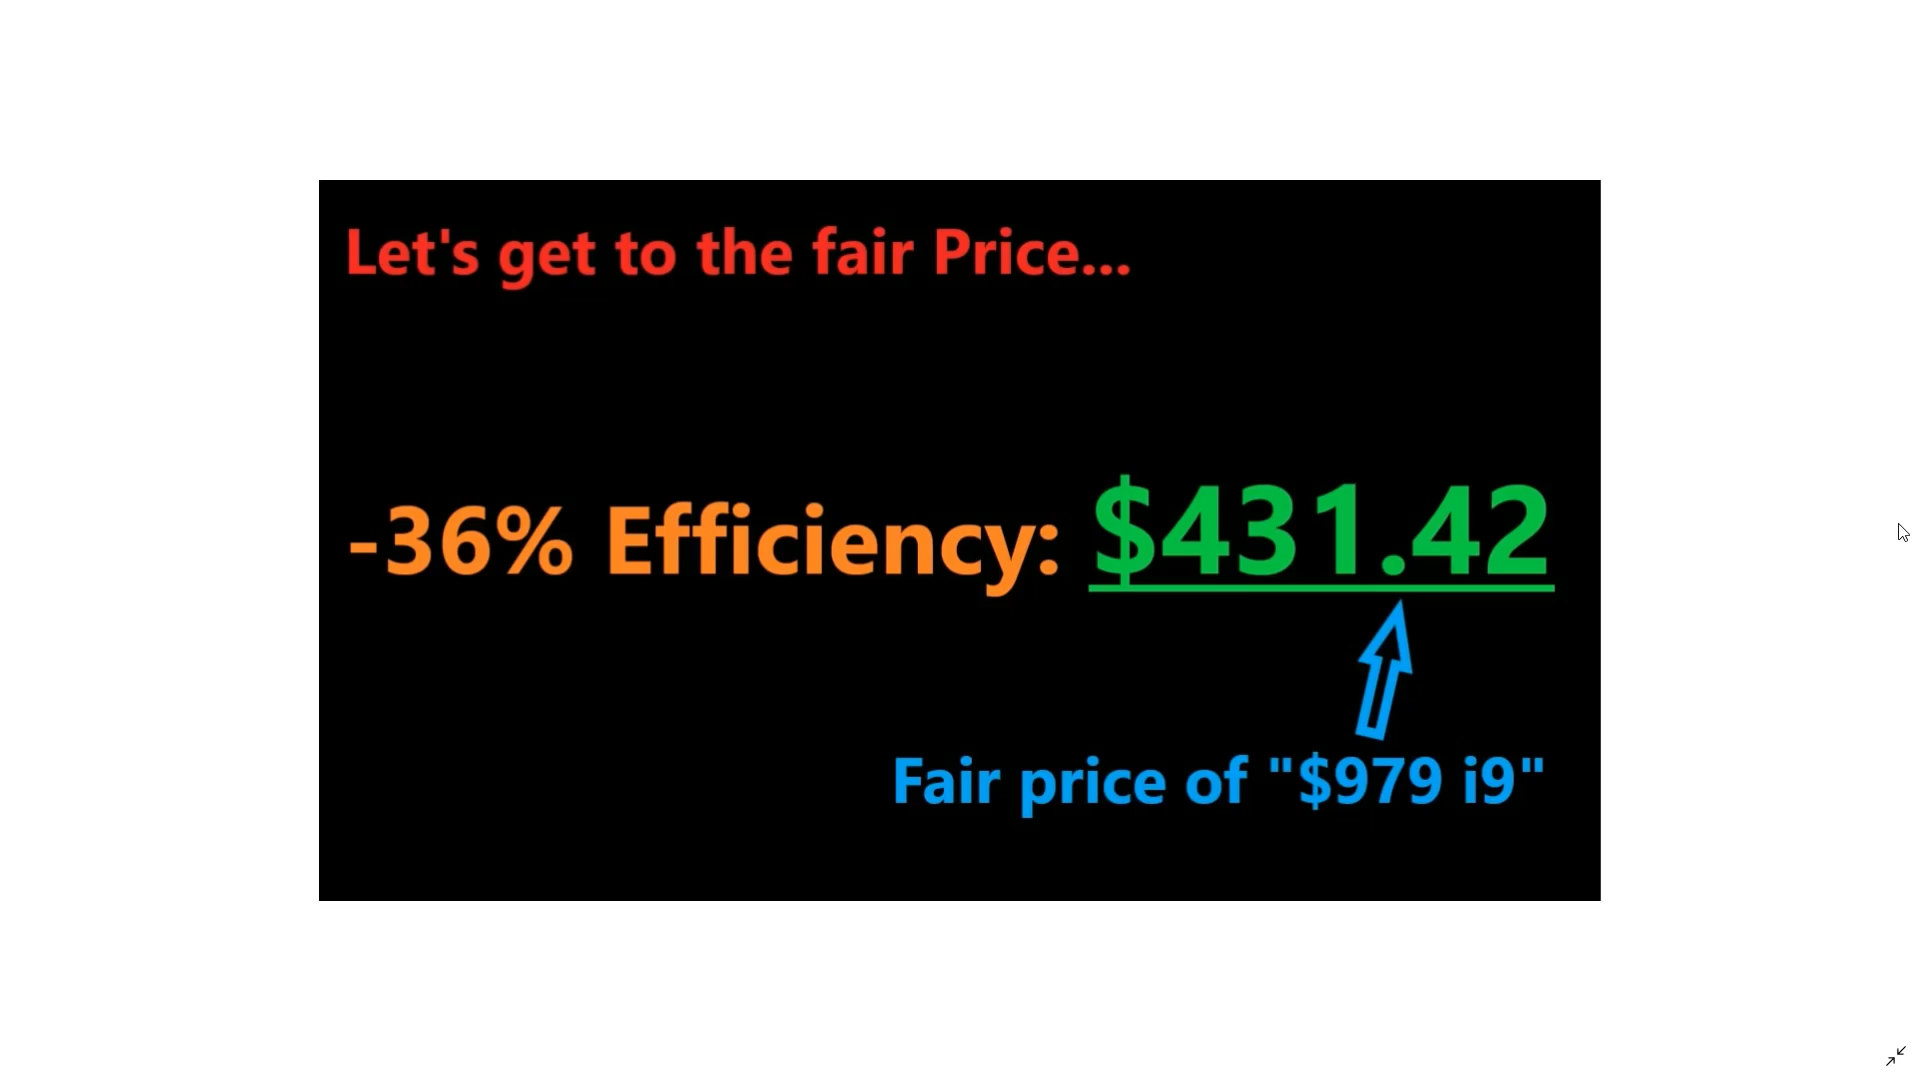 Let's get to the fair Price...
-36% Efficiency: $431.42
Fair price of "$979 i9"